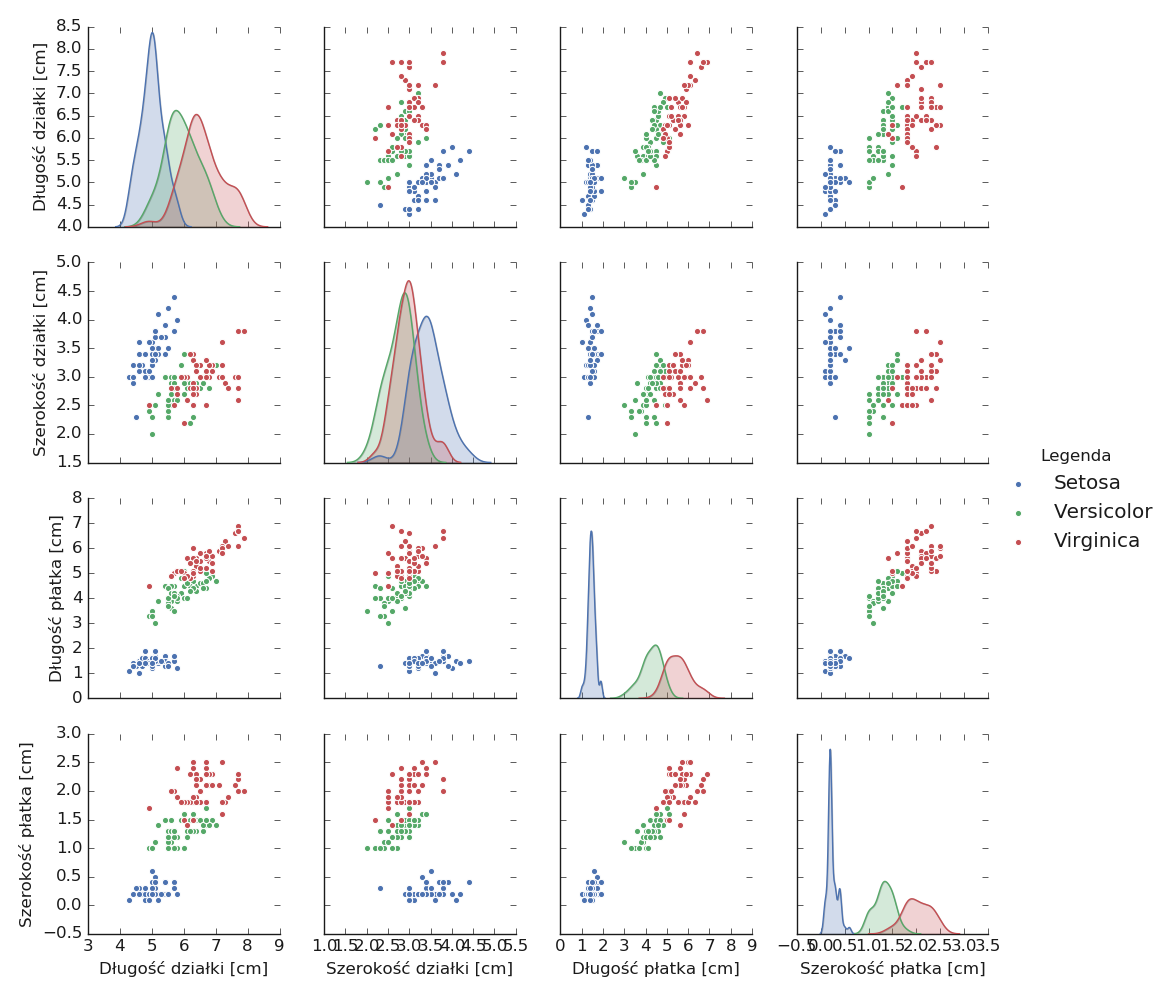 8.5
8.0
7.5
7.0
6.5
6.0
5.5
5.0
4.5
4.0
Długość działki [cm]
5.0
4.5
4.0
3.5
3.0
2.5
2.0
1.5
Szerokość działki [cm]
Legenda
Setosa
Versicolor
Virginica
8
7
6
5
4
3
2
1
0
Długość płatka [cm]
3.0
2.5
2.0
1.5
1.0
0.5
0.0
−0.5
Szerokość płatka [cm]
3 4 5 6 7 8 9
Długość działki [cm]
1.0 1.5 2.0 2.5 3.0 3.5 4.0 4.5 5.0 5.5
Szerokość działki [cm]
0 1 2 3 4 5 6 7 8 9
Długość płatka [cm]
−0.5 0.0 0.5 1.0 1.5 2.0 2.5 3.0 3.5
Szerokość płatka [cm]